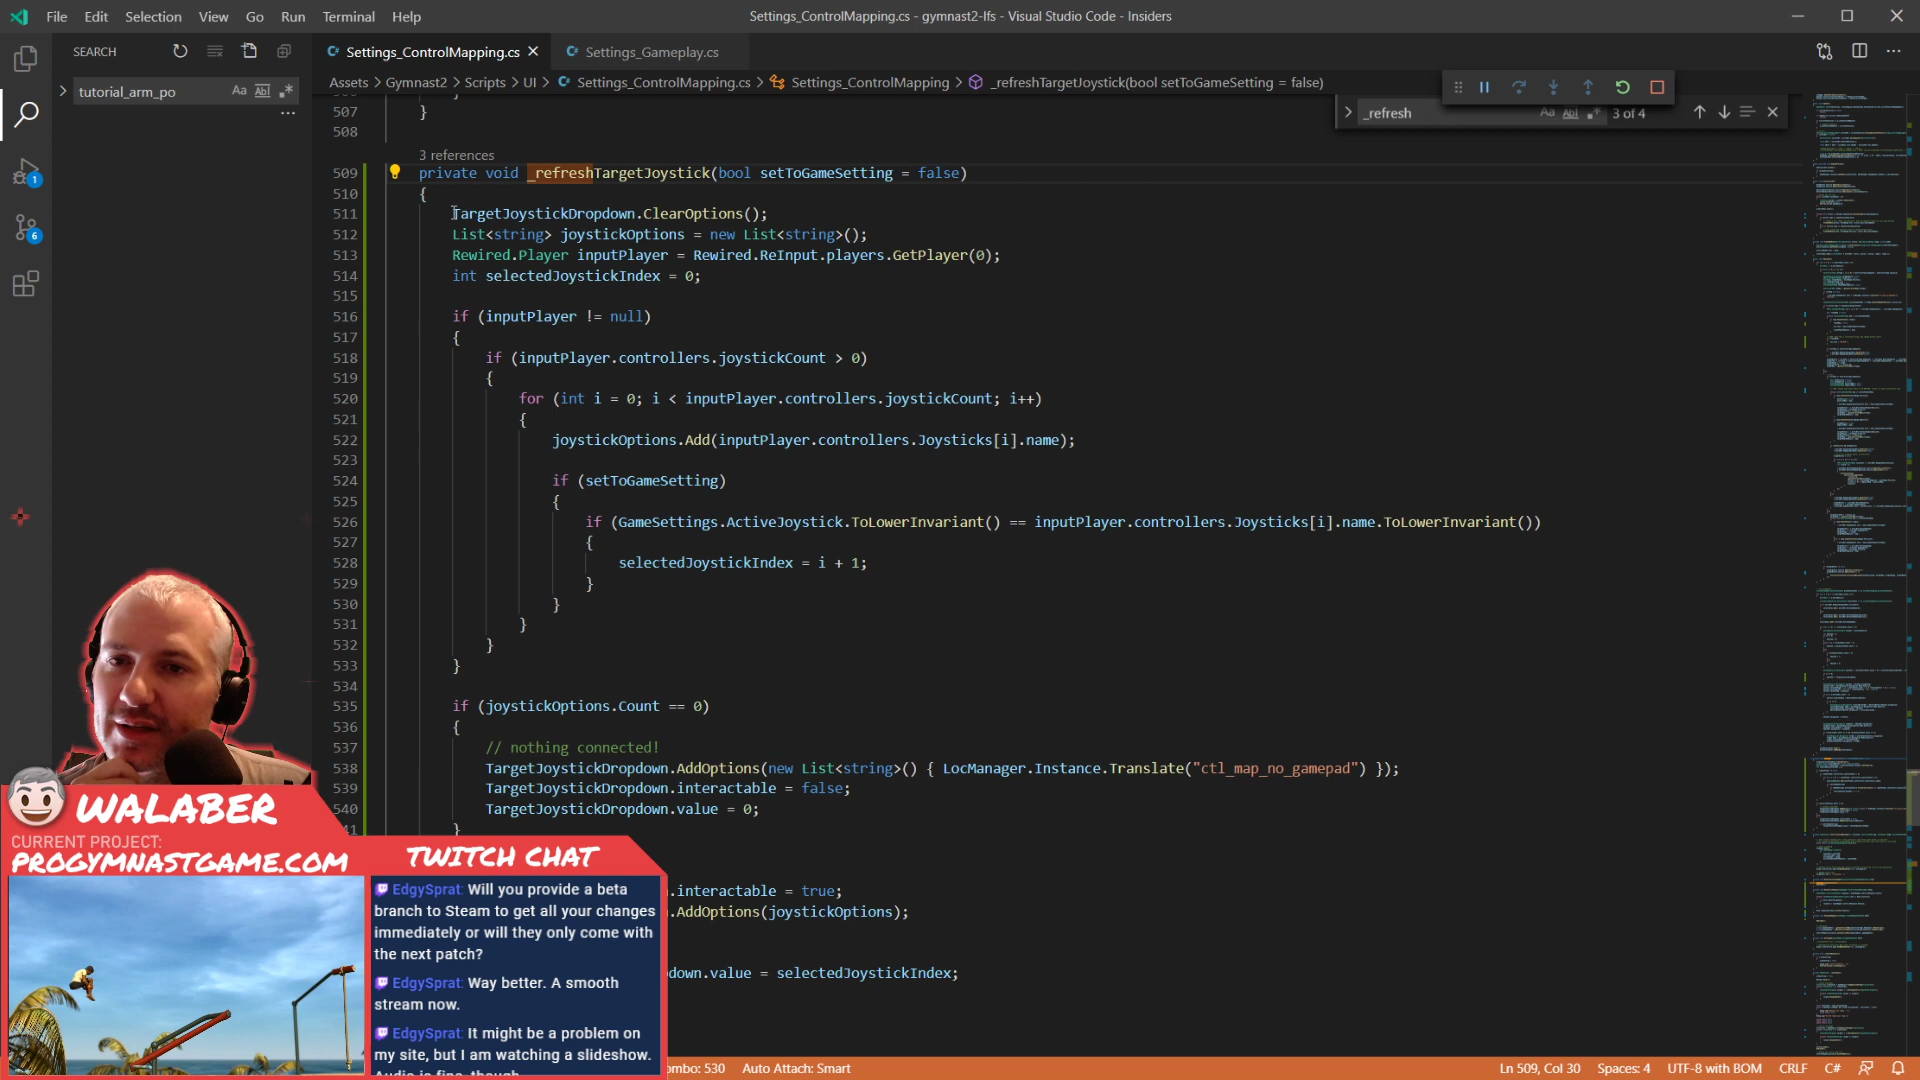 File Edit Selection View Go Run Terminal Help
Settings_ControlMapping.cs - gymnast2-lfs - Visual Studio Code - Insiders
SEARCH
Settings_ControlMapping.cs
Settings_Gameplay.cs
tutorial_arm_po
Assets > Gymnast2 > Scripts > UI > Settings_ControlMapping.cs > Settings_ControlMapping > _refreshTargetJoystick(bool setToGameSetting = false)
_refresh
3 of 4
1
6
507 }
508
3 references
509 private void _refreshTargetJoystick(bool setToGameSetting = false)
510 {
511 TargetJoystickDropdown.ClearOptions();
512 List<string> joystickOptions = new List<string>();
513 Rewired.Player inputPlayer = Rewired.ReInput.players.GetPlayer(0);
514 int selectedJoystickIndex = 0;
515
516 if (inputPlayer != null)
517 {
518 if (inputPlayer.controllers.joystickCount > 0)
519 {
520 for (int i = 0; i < inputPlayer.controllers.joystickCount; i++)
521 {
522 joystickOptions.Add(inputPlayer.controllers.Joysticks[i].name);
523
524 if (setToGameSetting)
525 {
526 if (GameSettings.ActiveJoystick.ToLowerInvariant() == inputPlayer.controllers.Joysticks[i].name.ToLowerInvariant())
527 {
528 selectedJoystickIndex = i + 1;
529 }
530 }
531 }
532 }
533 }
534
535 if (joystickOptions.Count == 0)
536 {
537 // nothing connected!
538 TargetJoystickDropdown.AddOptions(new List<string>() { LocManager.Instance.Translate("ctl_map_no_gamepad") });
539 TargetJoystickDropdown.interactable = false;
540 TargetJoystickDropdown.value = 0;
}
.interactable = true;
.AddOptions(joystickOptions);
down.value = selectedJoystickIndex;
WALABER
CURRENT PROJECT:
PROGYMNASTGAME.COM
TWITCH CHAT
EdgySprat: Will you provide a beta
branch to Steam to get all your changes
immediately or will they only come with
the next patch?
EdgySprat: Way better. A smooth
stream now.
EdgySprat: It might be a problem on
my site, but I am watching a slideshow.
Audio is fine, though.
ombo: 530 Auto Attach: Smart
Ln 509, Col 30 Spaces: 4 UTF-8 with BOM CRLF C#